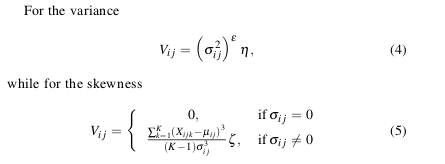 For the variance
V_{ij} = (σ_{ij}^2)^ε η, (4)
while for the skewness
V_{ij} = { 0, if σ_{ij} = 0
\frac{∑_{k=1}^{K}(X_{ijk}−μ_{ij})^3}{(K−1)σ_{ij}^3} ζ, if σ_{ij} ≠ 0 (5)